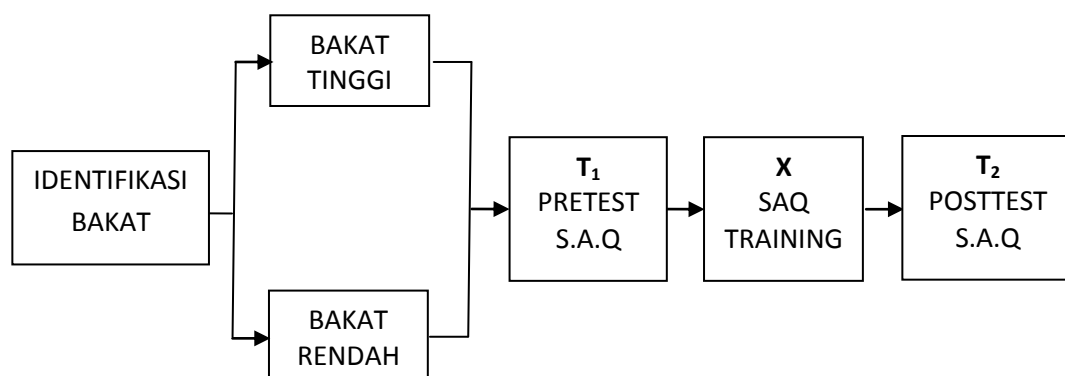 IDENTIFIKASI
BAKAT
BAKAT
TINGGI
BAKAT
RENDAH
T₁
PRETEST
S.A.Q
X
SAQ
TRAINING
T₂
POSTTEST
S.A.Q